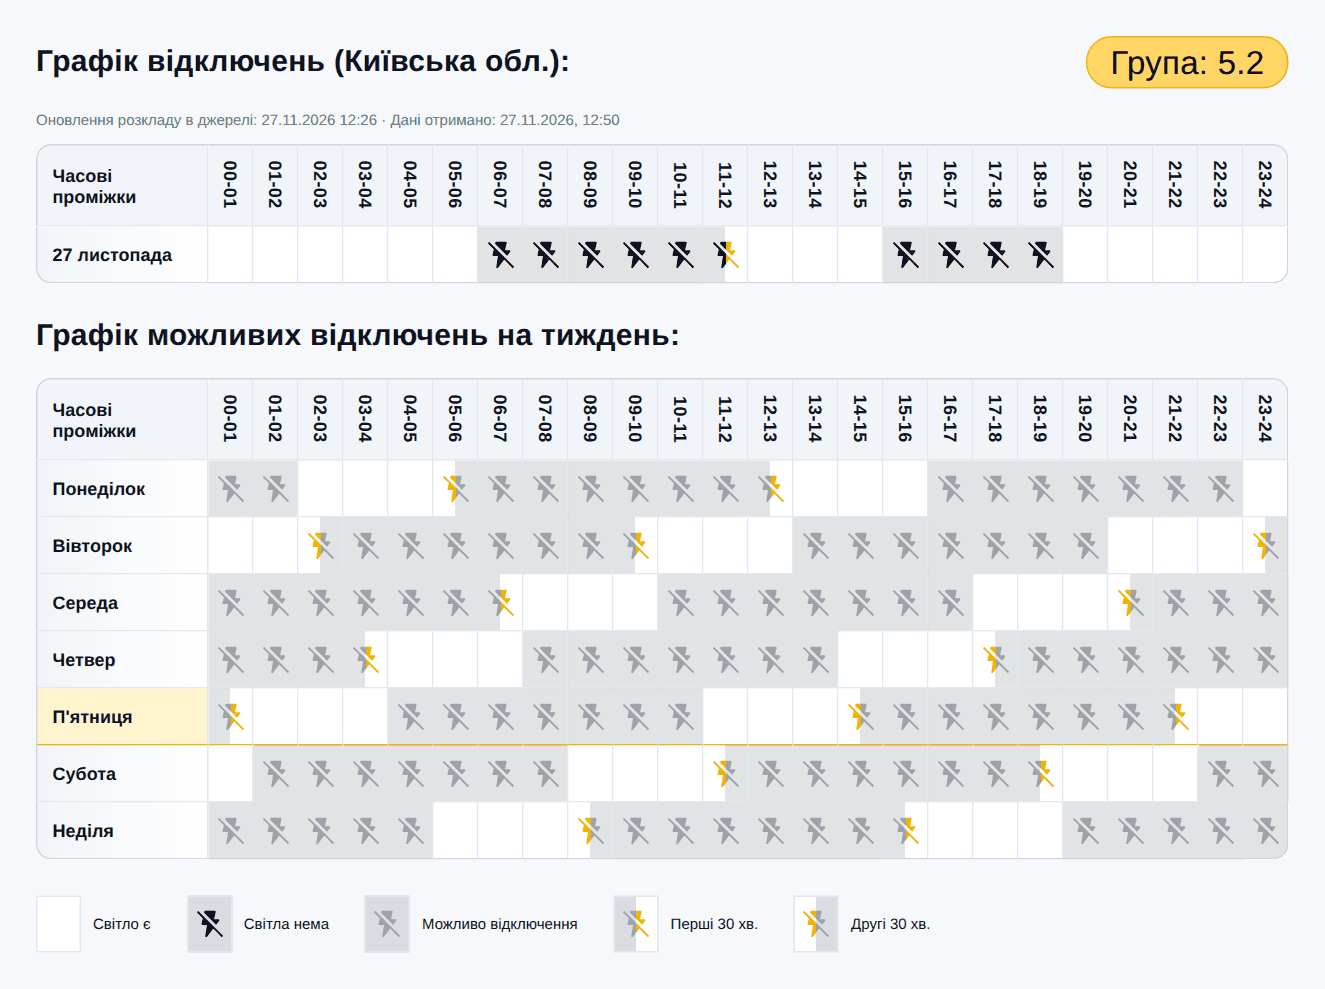 Графік відключень (Київська обл.):
Група: 5.2
Оновлення розкладу в джерелі: 27.11.2026 12:26 · Дані отримано: 27.11.2026, 12:50
Часові
проміжки
00-01 01-02 02-03 03-04 04-05 05-06 06-07 07-08 08-09 09-10 10-11 11-12 12-13 13-14 14-15 15-16 16-17 17-18 18-19 19-20 20-21 21-22 22-23 23-24
27 листопада
Графік можливих відключень на тиждень:
Часові
проміжки
00-01 01-02 02-03 03-04 04-05 05-06 06-07 07-08 08-09 09-10 10-11 11-12 12-13 13-14 14-15 15-16 16-17 17-18 18-19 19-20 20-21 21-22 22-23 23-24
Понеділок
Вівторок
Середа
Четвер
П'ятниця
Субота
Неділя
Світло є
Світла нема
Можливо відключення
Перші 30 хв.
Другі 30 хв.